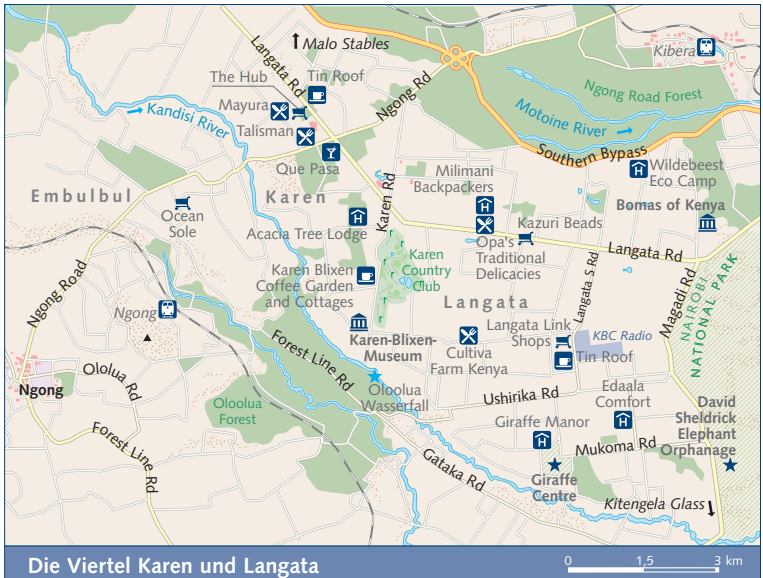 Malo Stables
Langata Rd
Kibera
The Hub
Tin Roof
Ngong Rd
Ngong Road Forest
Mayura
Kandisi River
Talisman
Motoine River
Southern Bypass
Que Pasa
Milimani
Backpackers
Wildebeest
Eco Camp
Embulbul
Karen
Karen Rd
Bomas of Kenya
Ocean
Sole
Acacia Tree Lodge
Kazuri Beads
Opa's
Traditional
Delicacies
Langata Rd
Karen
Country
Club
Karen Blixen
Coffee Garden
and Cottages
Ngong Road
Langata
Langata S Rd
Magadi Rd
NAIROBI
NATIONAL PARK
Ngong
Karen-Blixen-
Museum
Langata Link
Shops
KBC Radio
Cultiva
Farm Kenya
Tin Roof
Forest Line Rd
Ololua Rd
Ngong
Oloolua
Wasserfall
Ushirika Rd
Edaala
Comfort
Oloolua
Forest
David
Sheldrick
Elephant
Orphanage
Giraffe Manor
Forest Line Rd
Mukoma Rd
Gataka Rd
Giraffe
Centre
Kitengela Glass
Die Viertel Karen und Langata
0 1,5 3 km